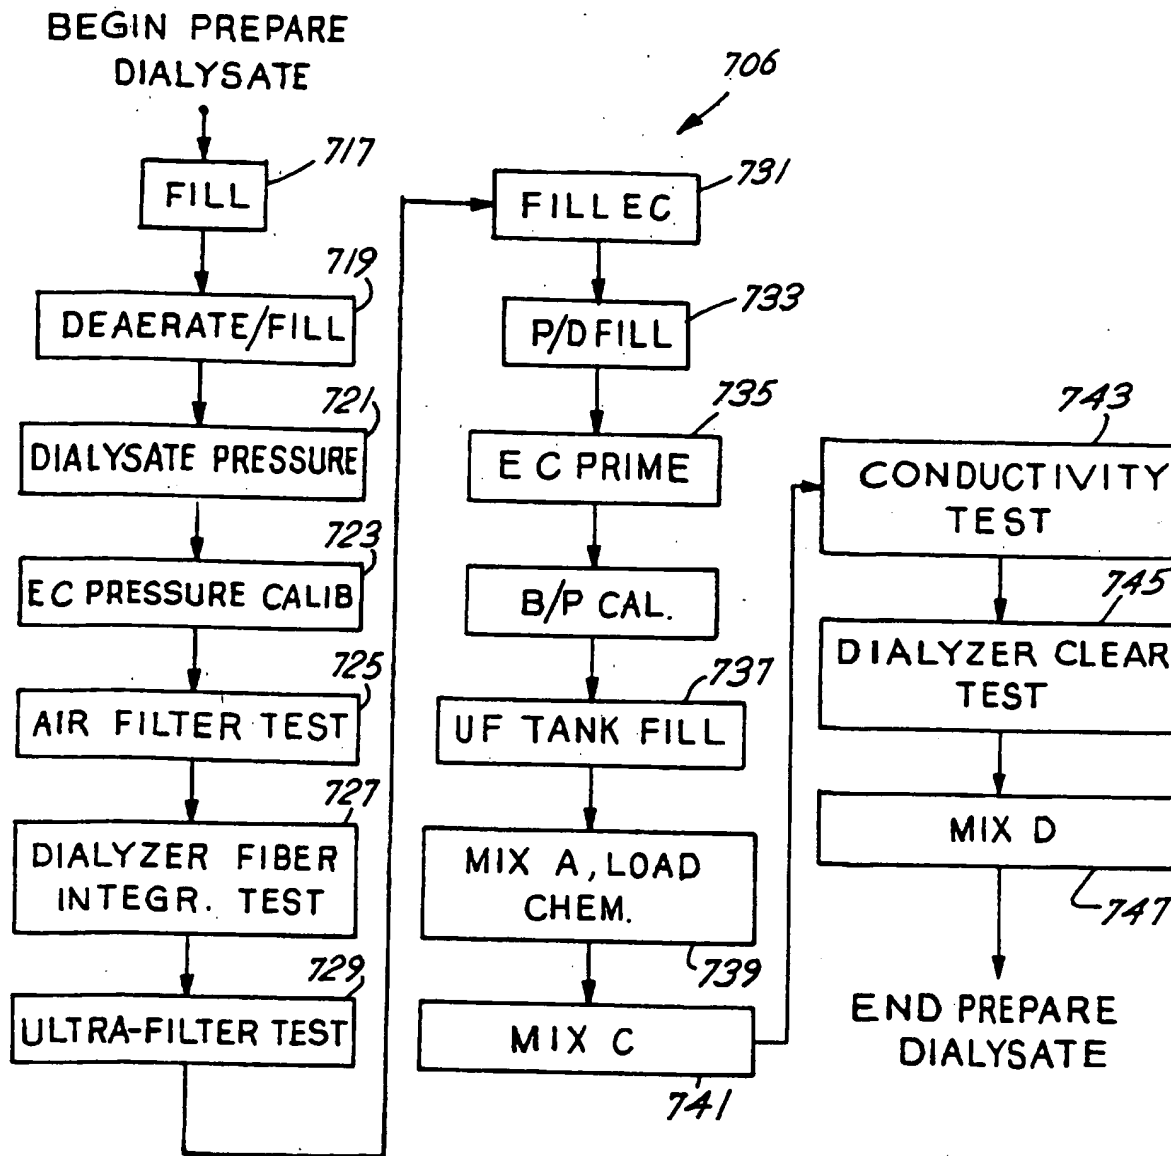 BEGIN PREPARE
DIALYSATE
717
FILL
719
DEAERATE/FILL
721
DIALYSATE PRESSURE
723
EC PRESSURE CALIB
725
AIR FILTER TEST
727
DIALYZER FIBER
INTEGR. TEST
729
ULTRA-FILTER TEST
706
731
FILL EC
733
P/D FILL
735
EC PRIME
B/P CAL.
737
UF TANK FILL
MIX A, LOAD
CHEM.
739
MIX C
741
743
CONDUCTIVITY
TEST
745
DIALYZER CLEAR
TEST
MIX D
747
END PREPARE
DIALYSATE